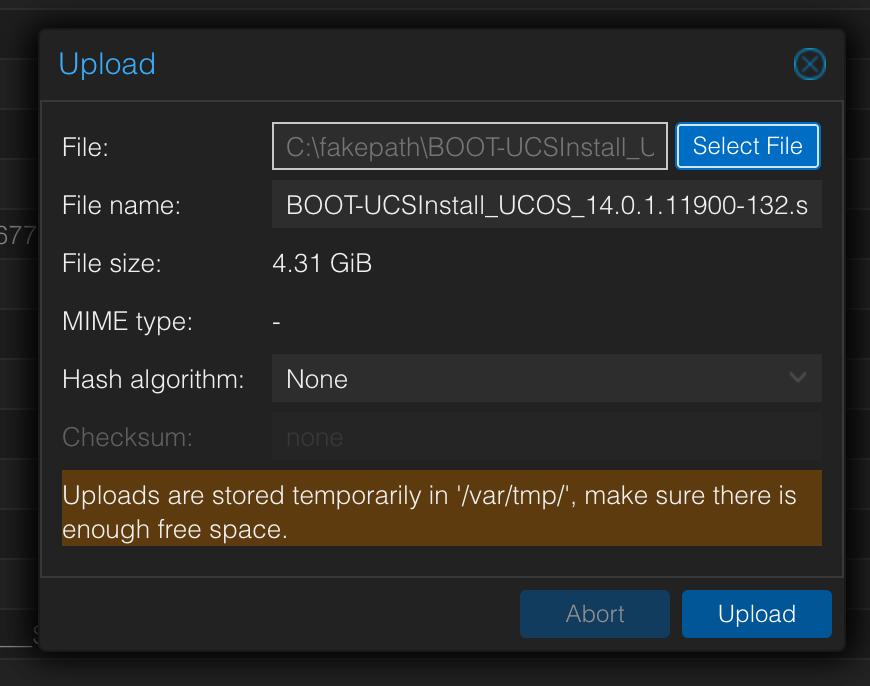 Upload
File: C:\fakepath\BOOT-UCSInstall_U Select File
File name: BOOT-UCSInstall_UCOS_14.0.1.11900-132.s
677
File size: 4.31 GiB
MIME type: -
Hash algorithm: None
Checksum: none
Uploads are stored temporarily in '/var/tmp/', make sure there is
enough free space.
Abort Upload